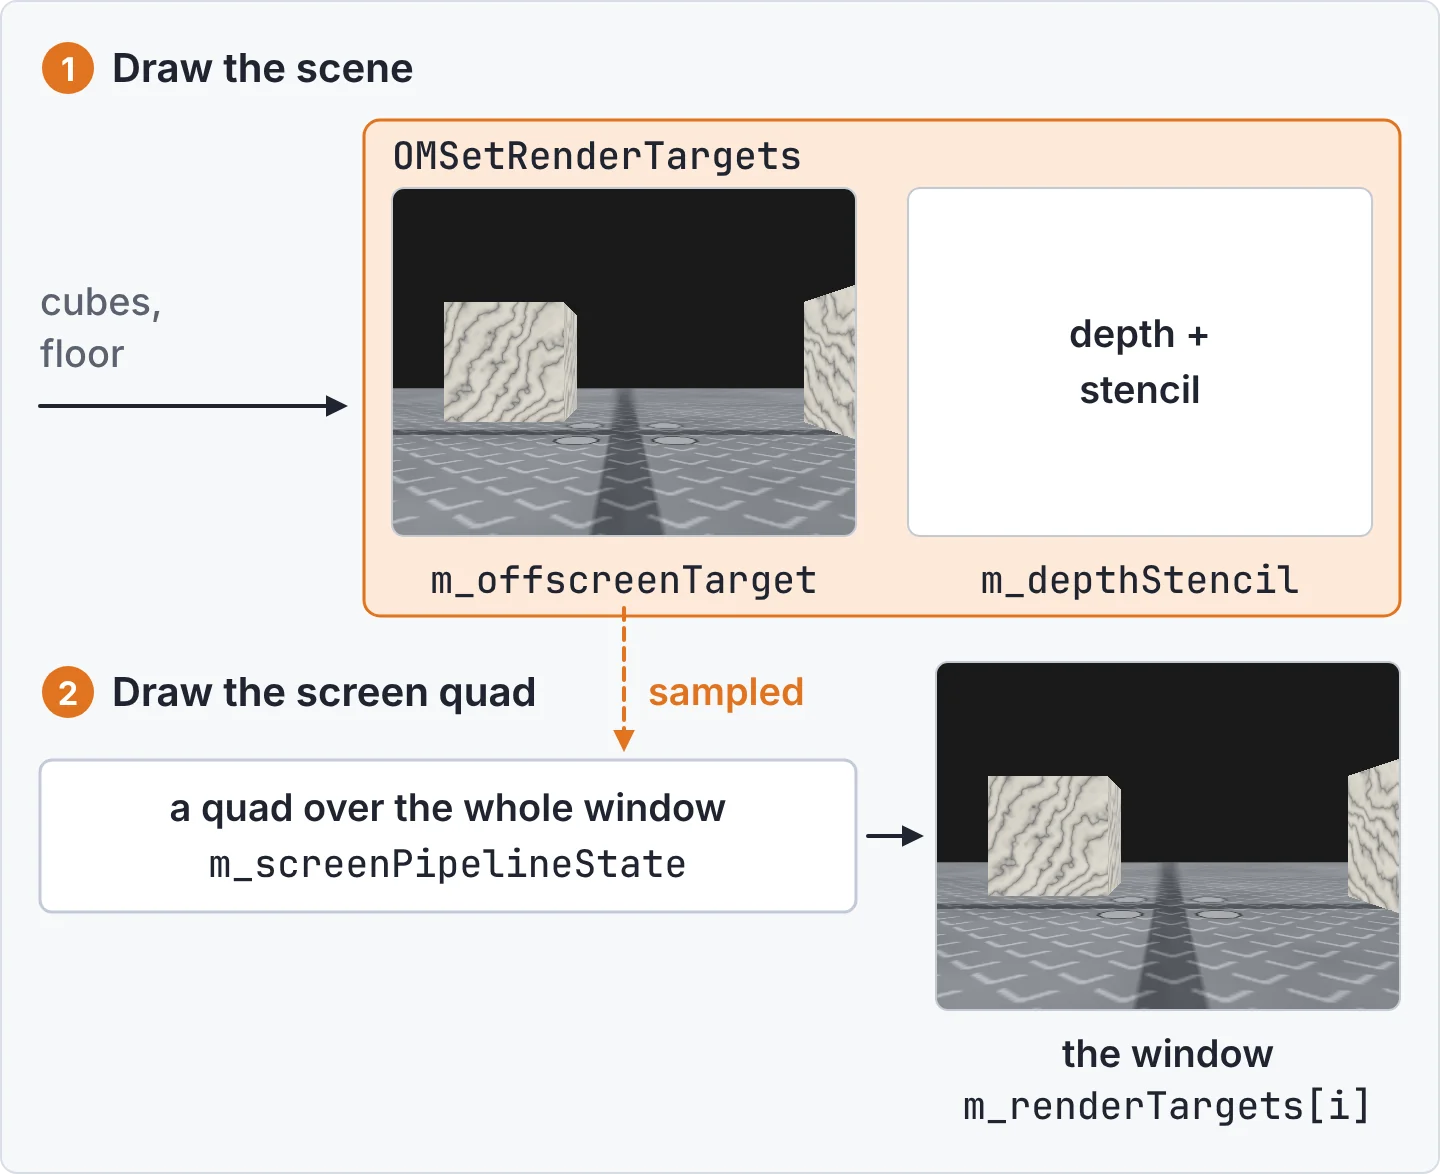 1 Draw the scene
OMSetRenderTargets
cubes,
floor
depth +
stencil
m_offscreenTarget
m_depthStencil
2 Draw the screen quad
sampled
a quad over the whole window
m_screenPipelineState
the window
m_renderTargets[i]